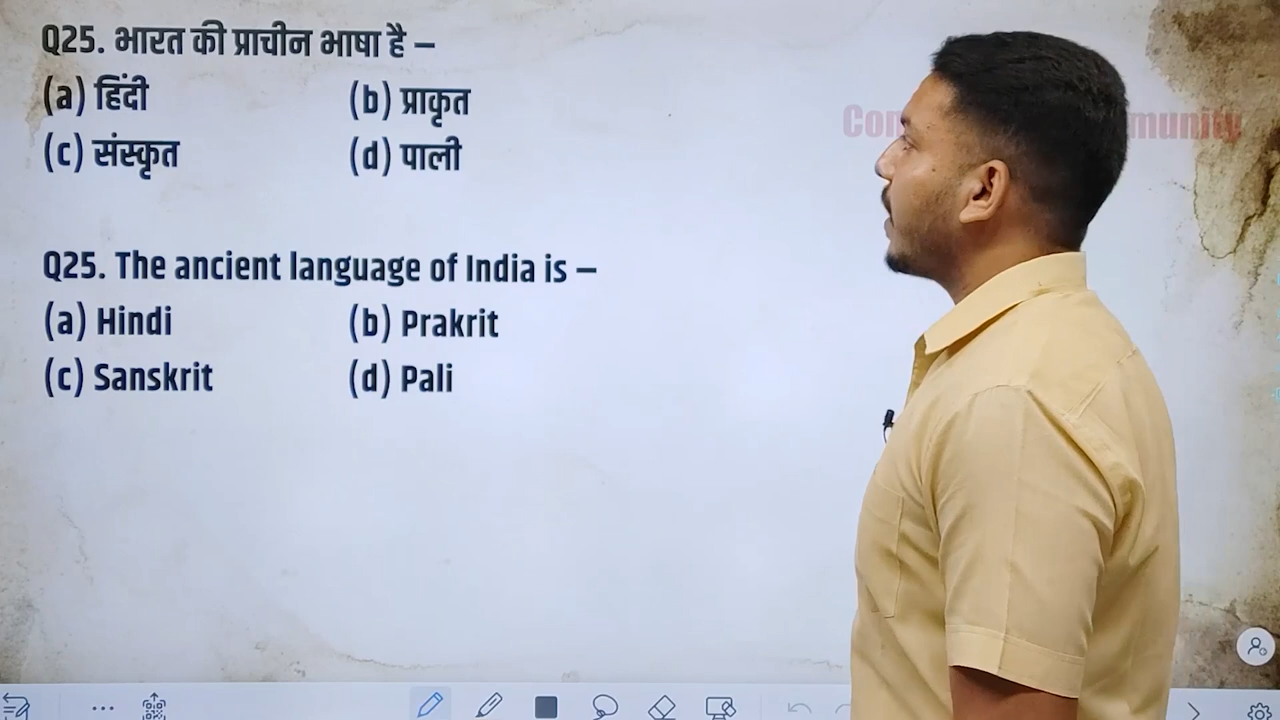 Q25. भारत की प्राचीन भाषा है –
(a) हिंदी (b) प्राकृत
(c) संस्कृत (d) पाली
Q25. The ancient language of India is –
(a) Hindi (b) Prakrit
(c) Sanskrit (d) Pali